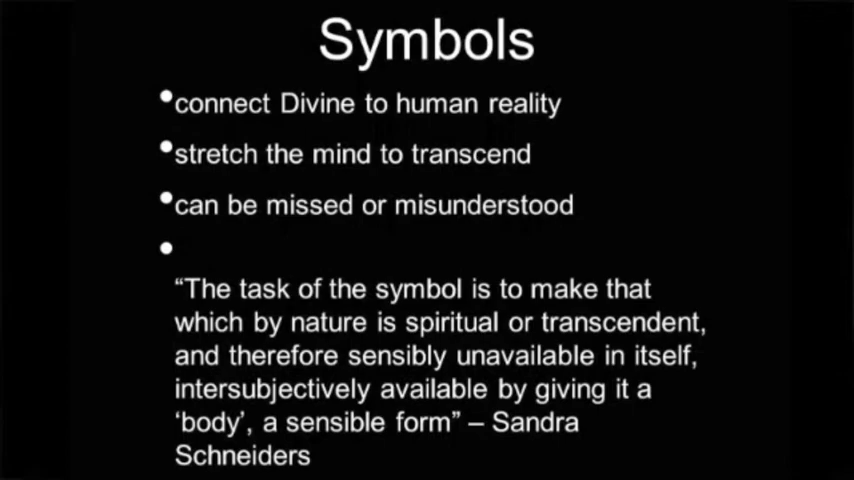 Symbols
•connect Divine to human reality
•stretch the mind to transcend
•can be missed or misunderstood
•
“The task of the symbol is to make that
which by nature is spiritual or transcendent,
and therefore sensibly unavailable in itself,
intersubjectively available by giving it a
‘body’, a sensible form” – Sandra
Schneiders